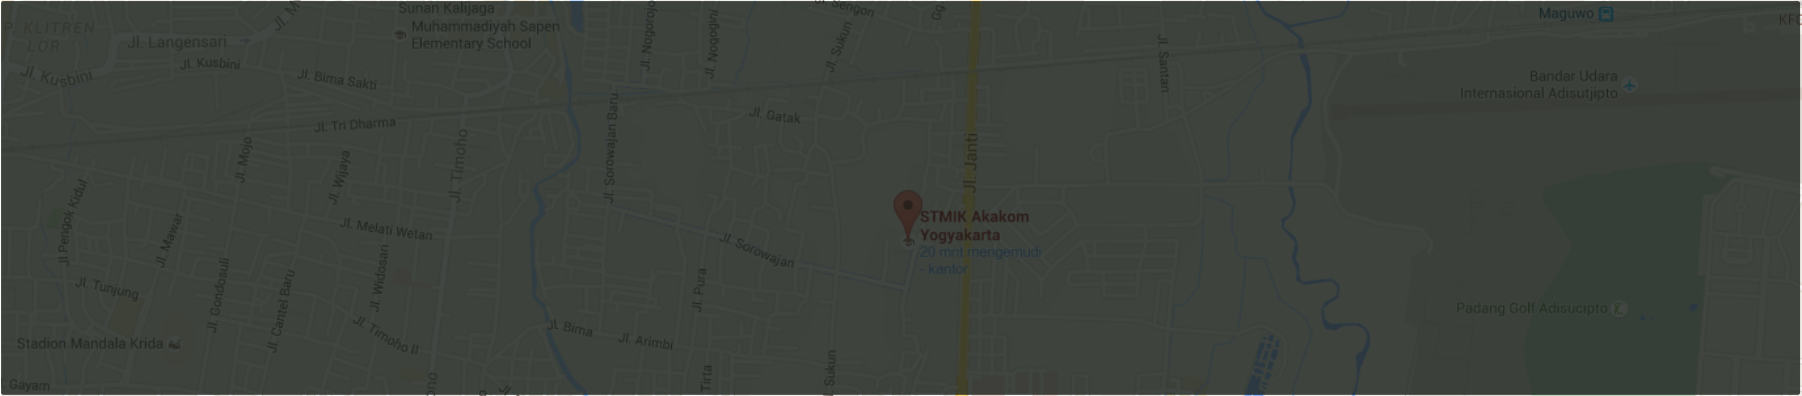 Sunan Kalijaga
Muhammadiyah Sapen
Elementary School
P. KLITREN
LOR
Jl. Langensari
Jl. M
Jl. Kusbini
Jl. Kusbini
Jl. Bima Sakti
Jl. Nogorojo
Jl. Nogogini
Jl. Sengon
Jl. Sukun
Gg.
Maguwo
KFC
Jl. Santan
Bandar Udara
Internasional Adisutjipto
Jl. Gatak
Jl. Tri Dharma
Jl. Mojo
Jl. Wijaya
Jl. Timoho
Jl. Sorowajan Baru
Jl. Janti
Jl. Pengok Kidul
Jl. Mawar
Jl. Melati Wetan
STMIK Akakom
Yogyakarta
20 mnt mengemudi
- kantor
Jl. Sorowajan
Jl. Tunjung
Jl. Gondosuli
Jl. Cantel Baru
Jl. Widosari
Jl. Pura
Padang Golf Adisucipto
Jl. Timoho II
Jl. Bima
Jl. Arimbi
Stadion Mandala Krida
Gayam
ono
Jl.
Tirta
Sukun